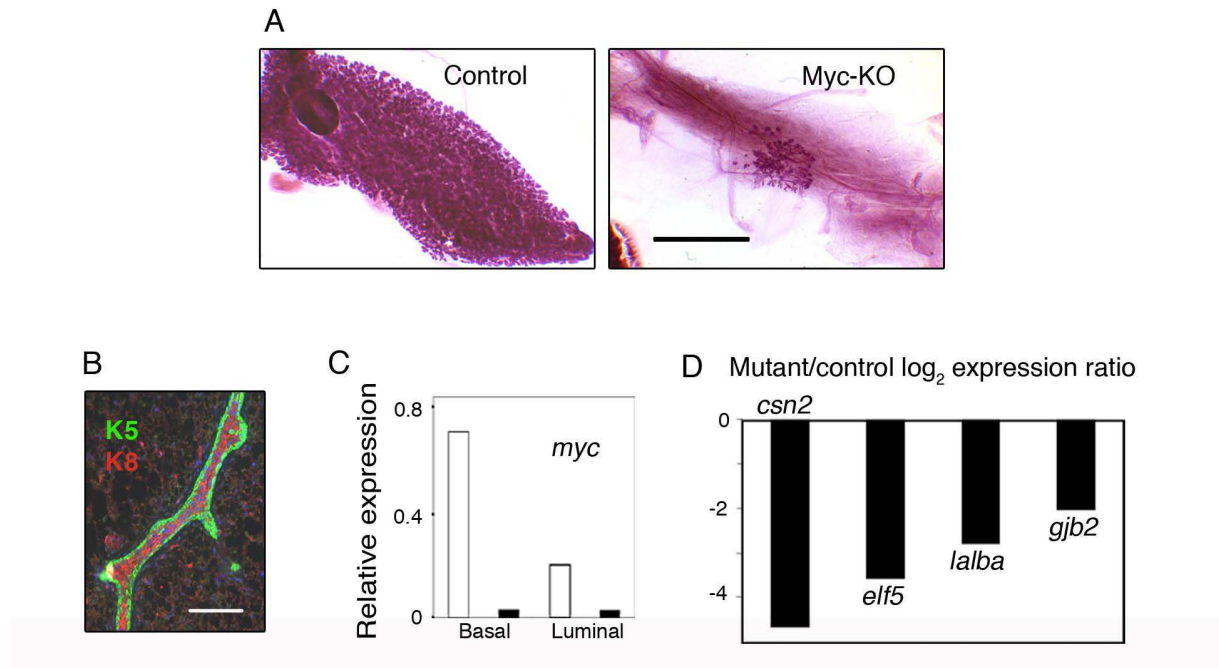 A
Control
Myc-KO
B
K5
K8
C
Relative expression
0.8
0.4
0
myc
Basal
Luminal
D
Mutant/control log₂ expression ratio
csn2
0
-2
-4
elf5
lalba
gjb2